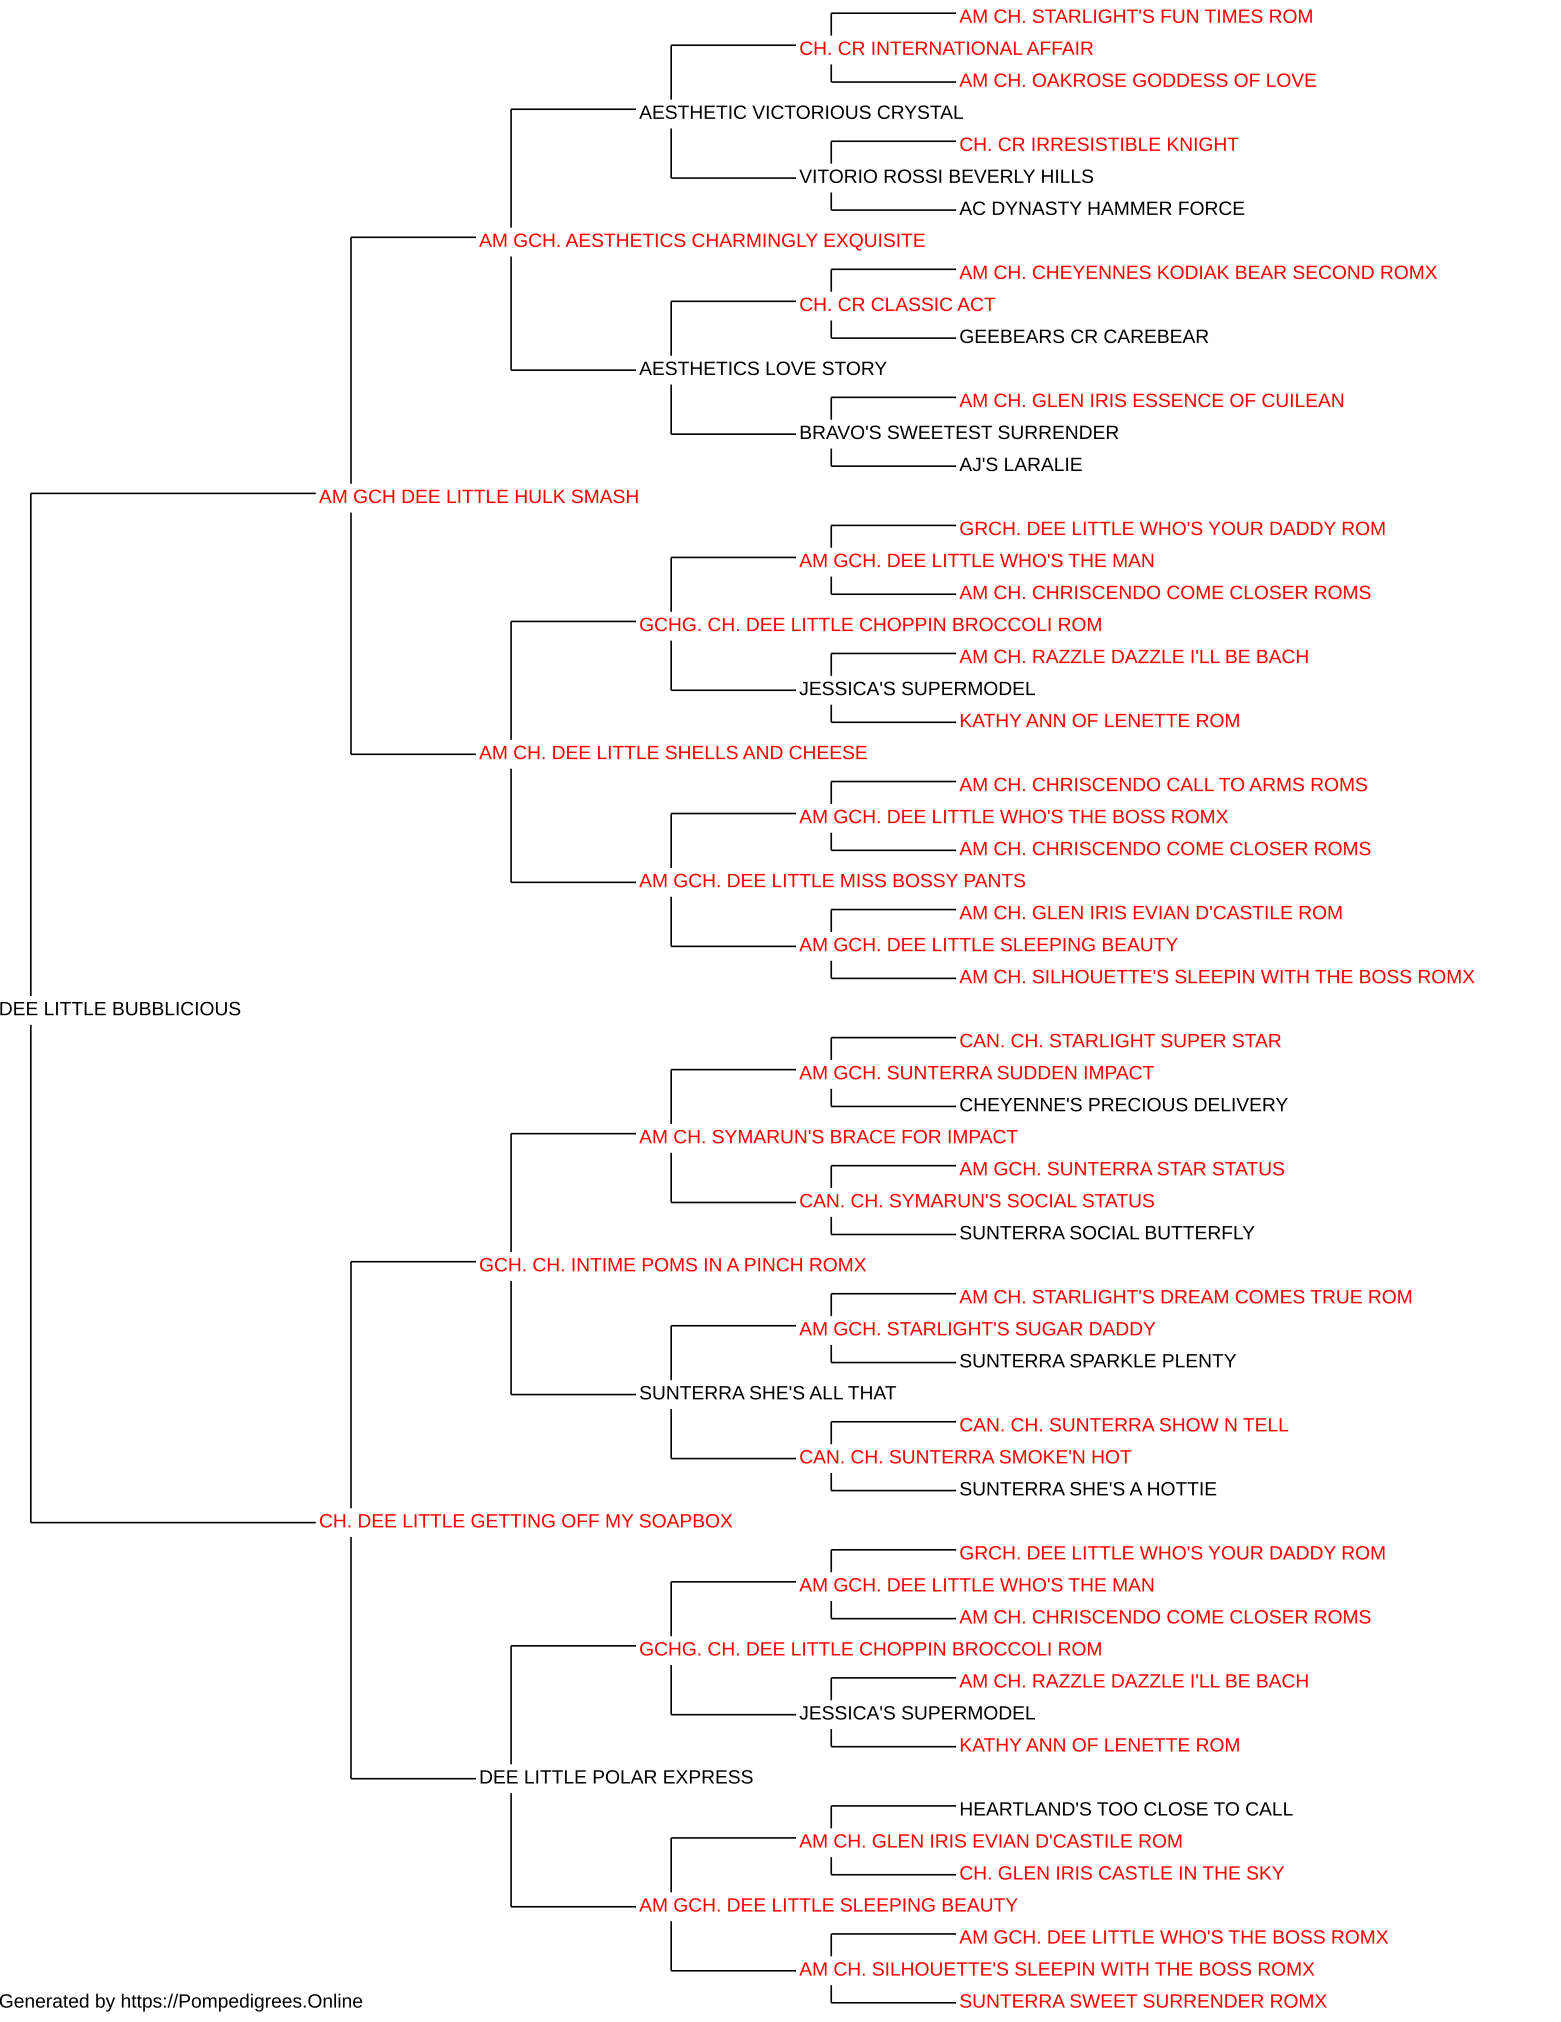 AM CH. STARLIGHT'S FUN TIMES ROM
CH. CR INTERNATIONAL AFFAIR
AM CH. OAKROSE GODDESS OF LOVE
AESTHETIC VICTORIOUS CRYSTAL
CH. CR IRRESISTIBLE KNIGHT
VITORIO ROSSI BEVERLY HILLS
AC DYNASTY HAMMER FORCE
AM GCH. AESTHETICS CHARMINGLY EXQUISITE
AM CH. CHEYENNES KODIAK BEAR SECOND ROMX
CH. CR CLASSIC ACT
GEEBEARS CR CAREBEAR
AESTHETICS LOVE STORY
AM CH. GLEN IRIS ESSENCE OF CUILEAN
BRAVO'S SWEETEST SURRENDER
AJ'S LARALIE
AM GCH DEE LITTLE HULK SMASH
GRCH. DEE LITTLE WHO'S YOUR DADDY ROM
AM GCH. DEE LITTLE WHO'S THE MAN
AM CH. CHRISCENDO COME CLOSER ROMS
GCHG. CH. DEE LITTLE CHOPPIN BROCCOLI ROM
AM CH. RAZZLE DAZZLE I'LL BE BACH
JESSICA'S SUPERMODEL
KATHY ANN OF LENETTE ROM
AM CH. DEE LITTLE SHELLS AND CHEESE
AM CH. CHRISCENDO CALL TO ARMS ROMS
AM GCH. DEE LITTLE WHO'S THE BOSS ROMX
AM CH. CHRISCENDO COME CLOSER ROMS
AM GCH. DEE LITTLE MISS BOSSY PANTS
AM CH. GLEN IRIS EVIAN D'CASTILE ROM
AM GCH. DEE LITTLE SLEEPING BEAUTY
AM CH. SILHOUETTE'S SLEEPIN WITH THE BOSS ROMX
DEE LITTLE BUBBLICIOUS
CAN. CH. STARLIGHT SUPER STAR
AM GCH. SUNTERRA SUDDEN IMPACT
CHEYENNE'S PRECIOUS DELIVERY
AM CH. SYMARUN'S BRACE FOR IMPACT
AM GCH. SUNTERRA STAR STATUS
CAN. CH. SYMARUN'S SOCIAL STATUS
SUNTERRA SOCIAL BUTTERFLY
GCH. CH. INTIME POMS IN A PINCH ROMX
AM CH. STARLIGHT'S DREAM COMES TRUE ROM
AM GCH. STARLIGHT'S SUGAR DADDY
SUNTERRA SPARKLE PLENTY
SUNTERRA SHE'S ALL THAT
CAN. CH. SUNTERRA SHOW N TELL
CAN. CH. SUNTERRA SMOKE'N HOT
SUNTERRA SHE'S A HOTTIE
CH. DEE LITTLE GETTING OFF MY SOAPBOX
GRCH. DEE LITTLE WHO'S YOUR DADDY ROM
AM GCH. DEE LITTLE WHO'S THE MAN
AM CH. CHRISCENDO COME CLOSER ROMS
GCHG. CH. DEE LITTLE CHOPPIN BROCCOLI ROM
AM CH. RAZZLE DAZZLE I'LL BE BACH
JESSICA'S SUPERMODEL
KATHY ANN OF LENETTE ROM
DEE LITTLE POLAR EXPRESS
HEARTLAND'S TOO CLOSE TO CALL
AM CH. GLEN IRIS EVIAN D'CASTILE ROM
CH. GLEN IRIS CASTLE IN THE SKY
AM GCH. DEE LITTLE SLEEPING BEAUTY
AM GCH. DEE LITTLE WHO'S THE BOSS ROMX
AM CH. SILHOUETTE'S SLEEPIN WITH THE BOSS ROMX
SUNTERRA SWEET SURRENDER ROMX
Generated by https://Pompedigrees.Online